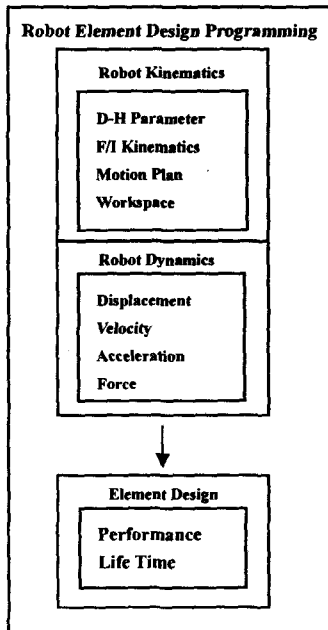 Robot Element Design Programming
Robot Kinematics
D-H Parameter
F/I Kinematics
Motion Plan
Workspace
Robot Dynamics
Displacement
Velocity
Acceleration
Force
Element Design
Performance
Life Time